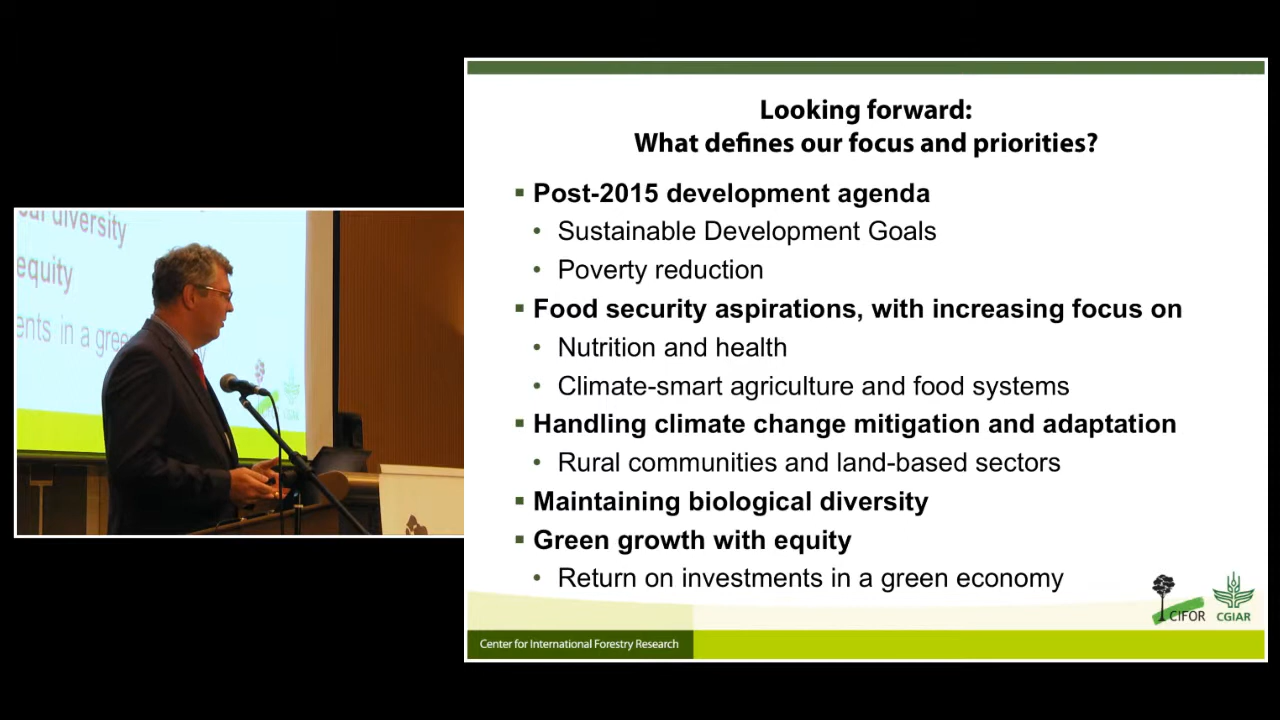 Looking forward:
What defines our focus and priorities?
▪ Post-2015 development agenda
• Sustainable Development Goals
• Poverty reduction
▪ Food security aspirations, with increasing focus on
• Nutrition and health
• Climate-smart agriculture and food systems
▪ Handling climate change mitigation and adaptation
• Rural communities and land-based sectors
▪ Maintaining biological diversity
▪ Green growth with equity
• Return on investments in a green economy
CIFOR
CGIAR
Center for International Forestry Research
diversity
equity
in a
CGIAR